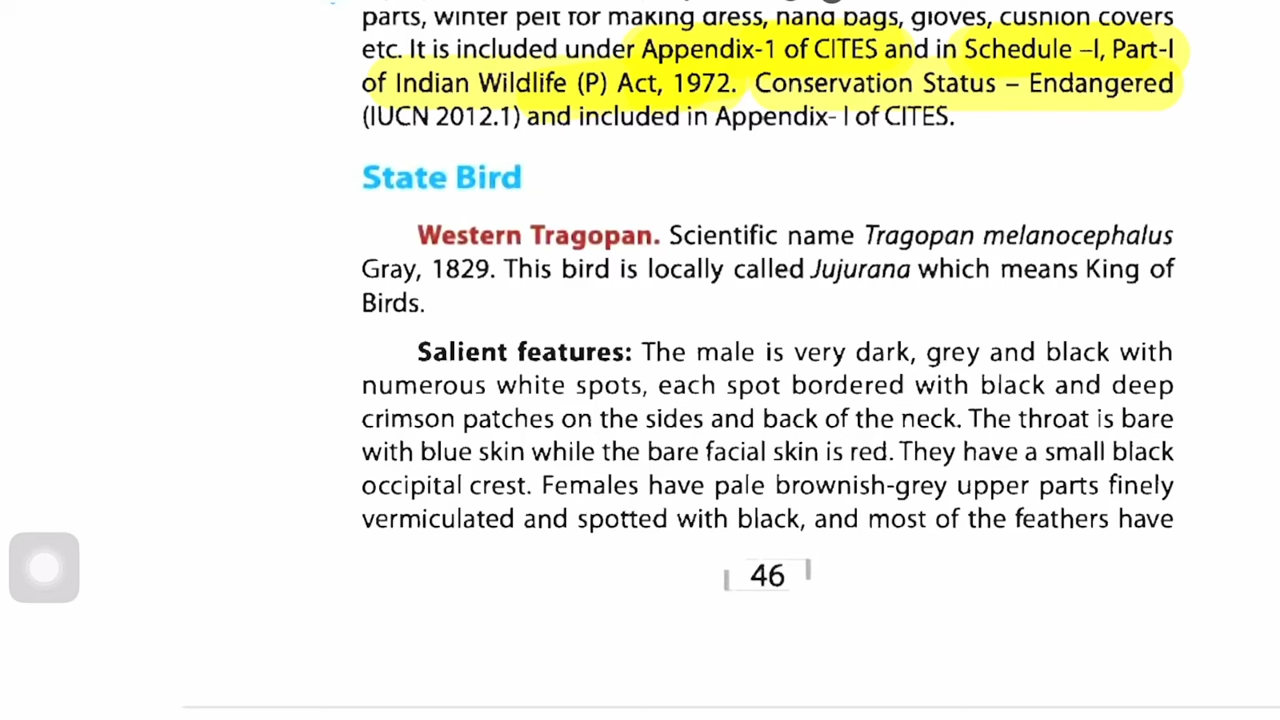 parts, winter pelt for making dress, hand bags, gloves, cushion covers
etc. It is included under Appendix-1 of CITES and in Schedule –I, Part-I
of Indian Wildlife (P) Act, 1972. Conservation Status – Endangered
(IUCN 2012.1) and included in Appendix- I of CITES.
State Bird
Western Tragopan. Scientific name Tragopan melanocephalus
Gray, 1829. This bird is locally called Jujurana which means King of
Birds.
Salient features: The male is very dark, grey and black with
numerous white spots, each spot bordered with black and deep
crimson patches on the sides and back of the neck. The throat is bare
with blue skin while the bare facial skin is red. They have a small black
occipital crest. Females have pale brownish-grey upper parts finely
vermiculated and spotted with black, and most of the feathers have
46